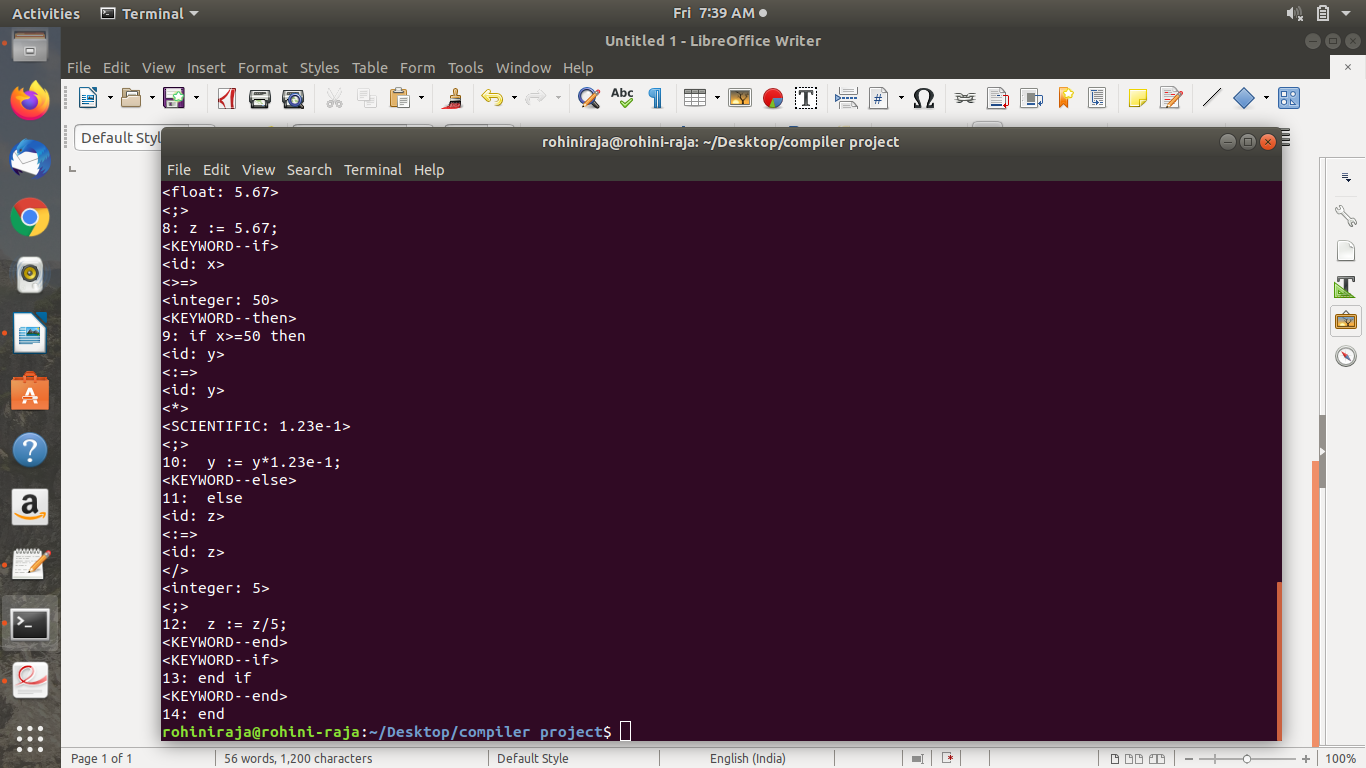 Activities Terminal Fri 7:39 AM
Untitled 1 - LibreOffice Writer
File Edit View Insert Format Styles Table Form Tools Window Help
Abc
Default Styl
rohiniraja@rohini-raja: ~/Desktop/compiler project
File Edit View Search Terminal Help
<float: 5.67>
<;>
8: z := 5.67;
<KEYWORD--if>
<id: x>
<>=>
<integer: 50>
<KEYWORD--then>
9: if x>=50 then
<id: y>
<:=>
<id: y>
<*>
<SCIENTIFIC: 1.23e-1>
<;>
10:  y := y*1.23e-1;
<KEYWORD--else>
11:  else
<id: z>
<:=>
<id: z>
</>
<integer: 5>
<;>
12:  z := z/5;
<KEYWORD--end>
<KEYWORD--if>
13: end if
<KEYWORD--end>
14: end
rohiniraja@rohini-raja:~/Desktop/compiler project$
Page 1 of 1 56 words, 1,200 characters Default Style English (India) 100%